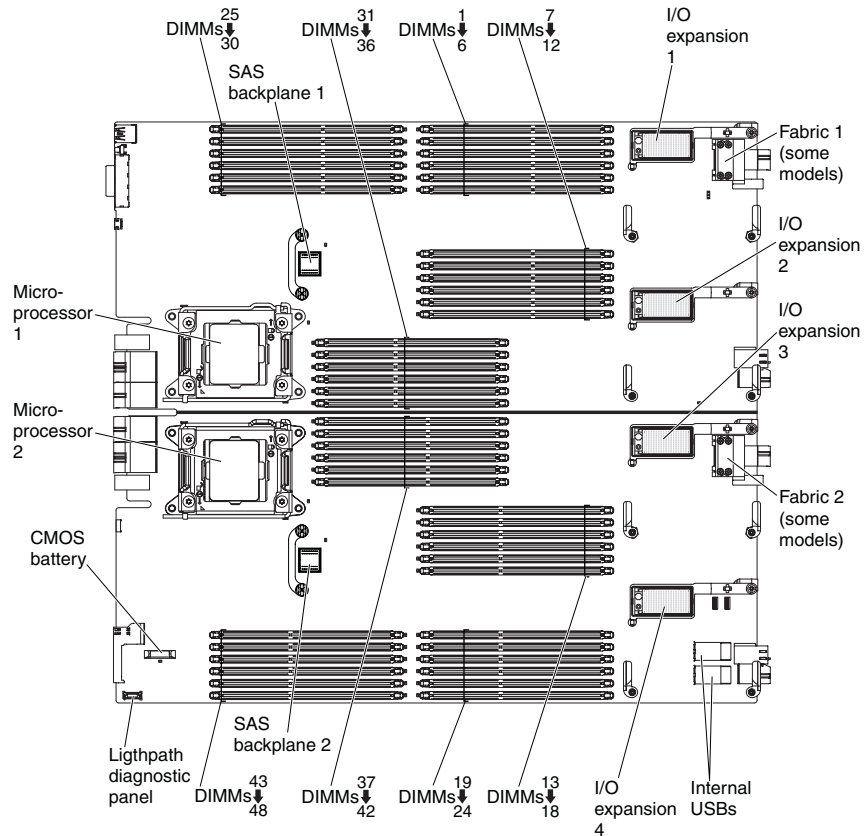 25
DIMMs
30
31
DIMMs
36
1
DIMMs
6
7
DIMMs
12
I/O
expansion
1
SAS
backplane 1
Fabric 1
(some
models)
I/O
expansion
2
Micro-
processor
1
I/O
expansion
3
Micro-
processor
2
Fabric 2
(some
models)
CMOS
battery
SAS
backplane 2
Ligthpath
diagnostic
panel
43
DIMMs
48
37
DIMMs
42
19
DIMMs
24
13
DIMMs
18
I/O
expansion
4
Internal
USBs